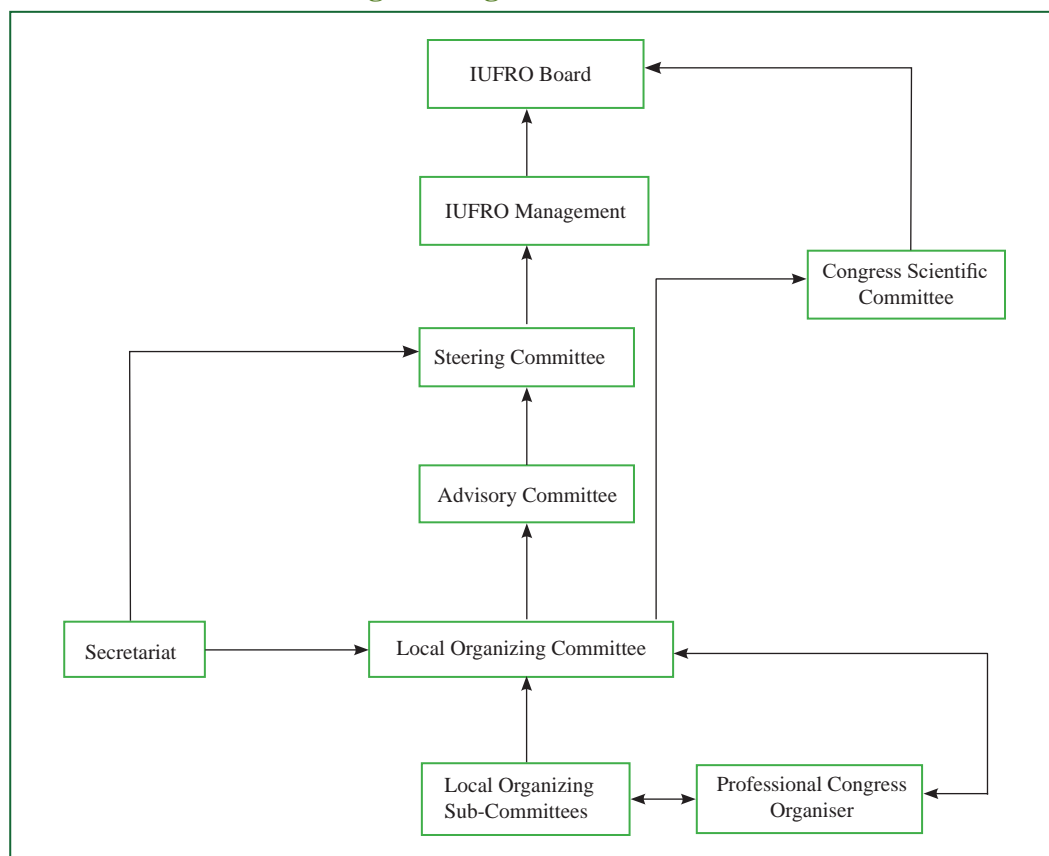 IUFRO Board
IUFRO Management
Congress Scientific
Committee
Steering Committee
Advisory Committee
Secretariat
Local Organizing Committee
Local Organizing
Sub-Committees
Professional Congress
Organiser